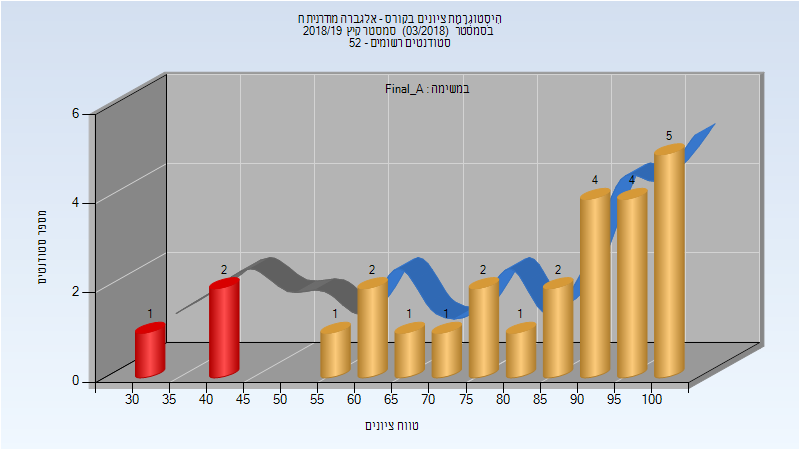 היסטוגרמת ציונים בקורס - אלגברה מודרנית ח
בסמסטר (03/2018) סמסטר קיץ 2018/19
סטודנטים רשומים - 52
במשימה : Final_A
מספר סטודנטים
6
4
2
0
1 2 1 2 1 1 2 1 2 4 4 5
30 35 40 45 50 55 60 65 70 75 80 85 90 95 100
טווח ציונים